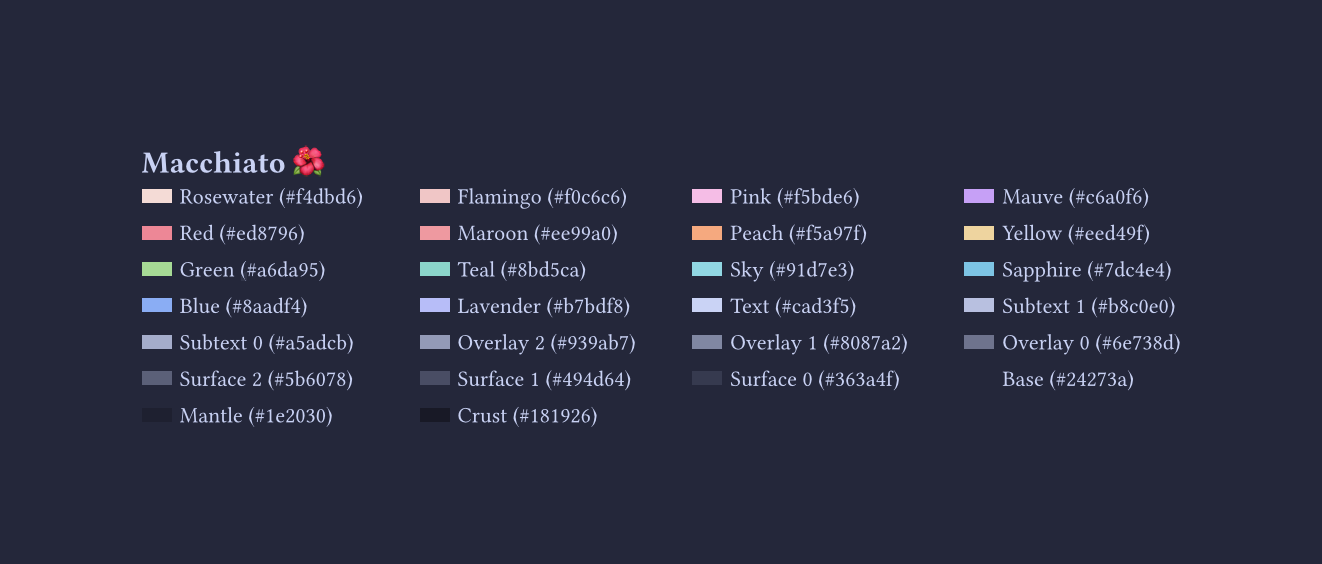 Macchiato 🌺
Rosewater (#f4dbd6) Flamingo (#f0c6c6) Pink (#f5bde6) Mauve (#c6a0f6)
Red (#ed8796) Maroon (#ee99a0) Peach (#f5a97f) Yellow (#eed49f)
Green (#a6da95) Teal (#8bd5ca) Sky (#91d7e3) Sapphire (#7dc4e4)
Blue (#8aadf4) Lavender (#b7bdf8) Text (#cad3f5) Subtext 1 (#b8c0e0)
Subtext 0 (#a5adcb) Overlay 2 (#939ab7) Overlay 1 (#8087a2) Overlay 0 (#6e738d)
Surface 2 (#5b6078) Surface 1 (#494d64) Surface 0 (#363a4f) Base (#24273a)
Mantle (#1e2030) Crust (#181926)